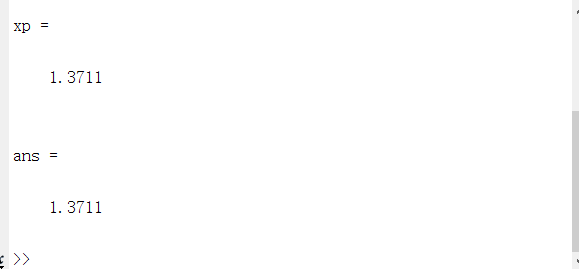 xp =
1.3711
ans =
1.3711
>>